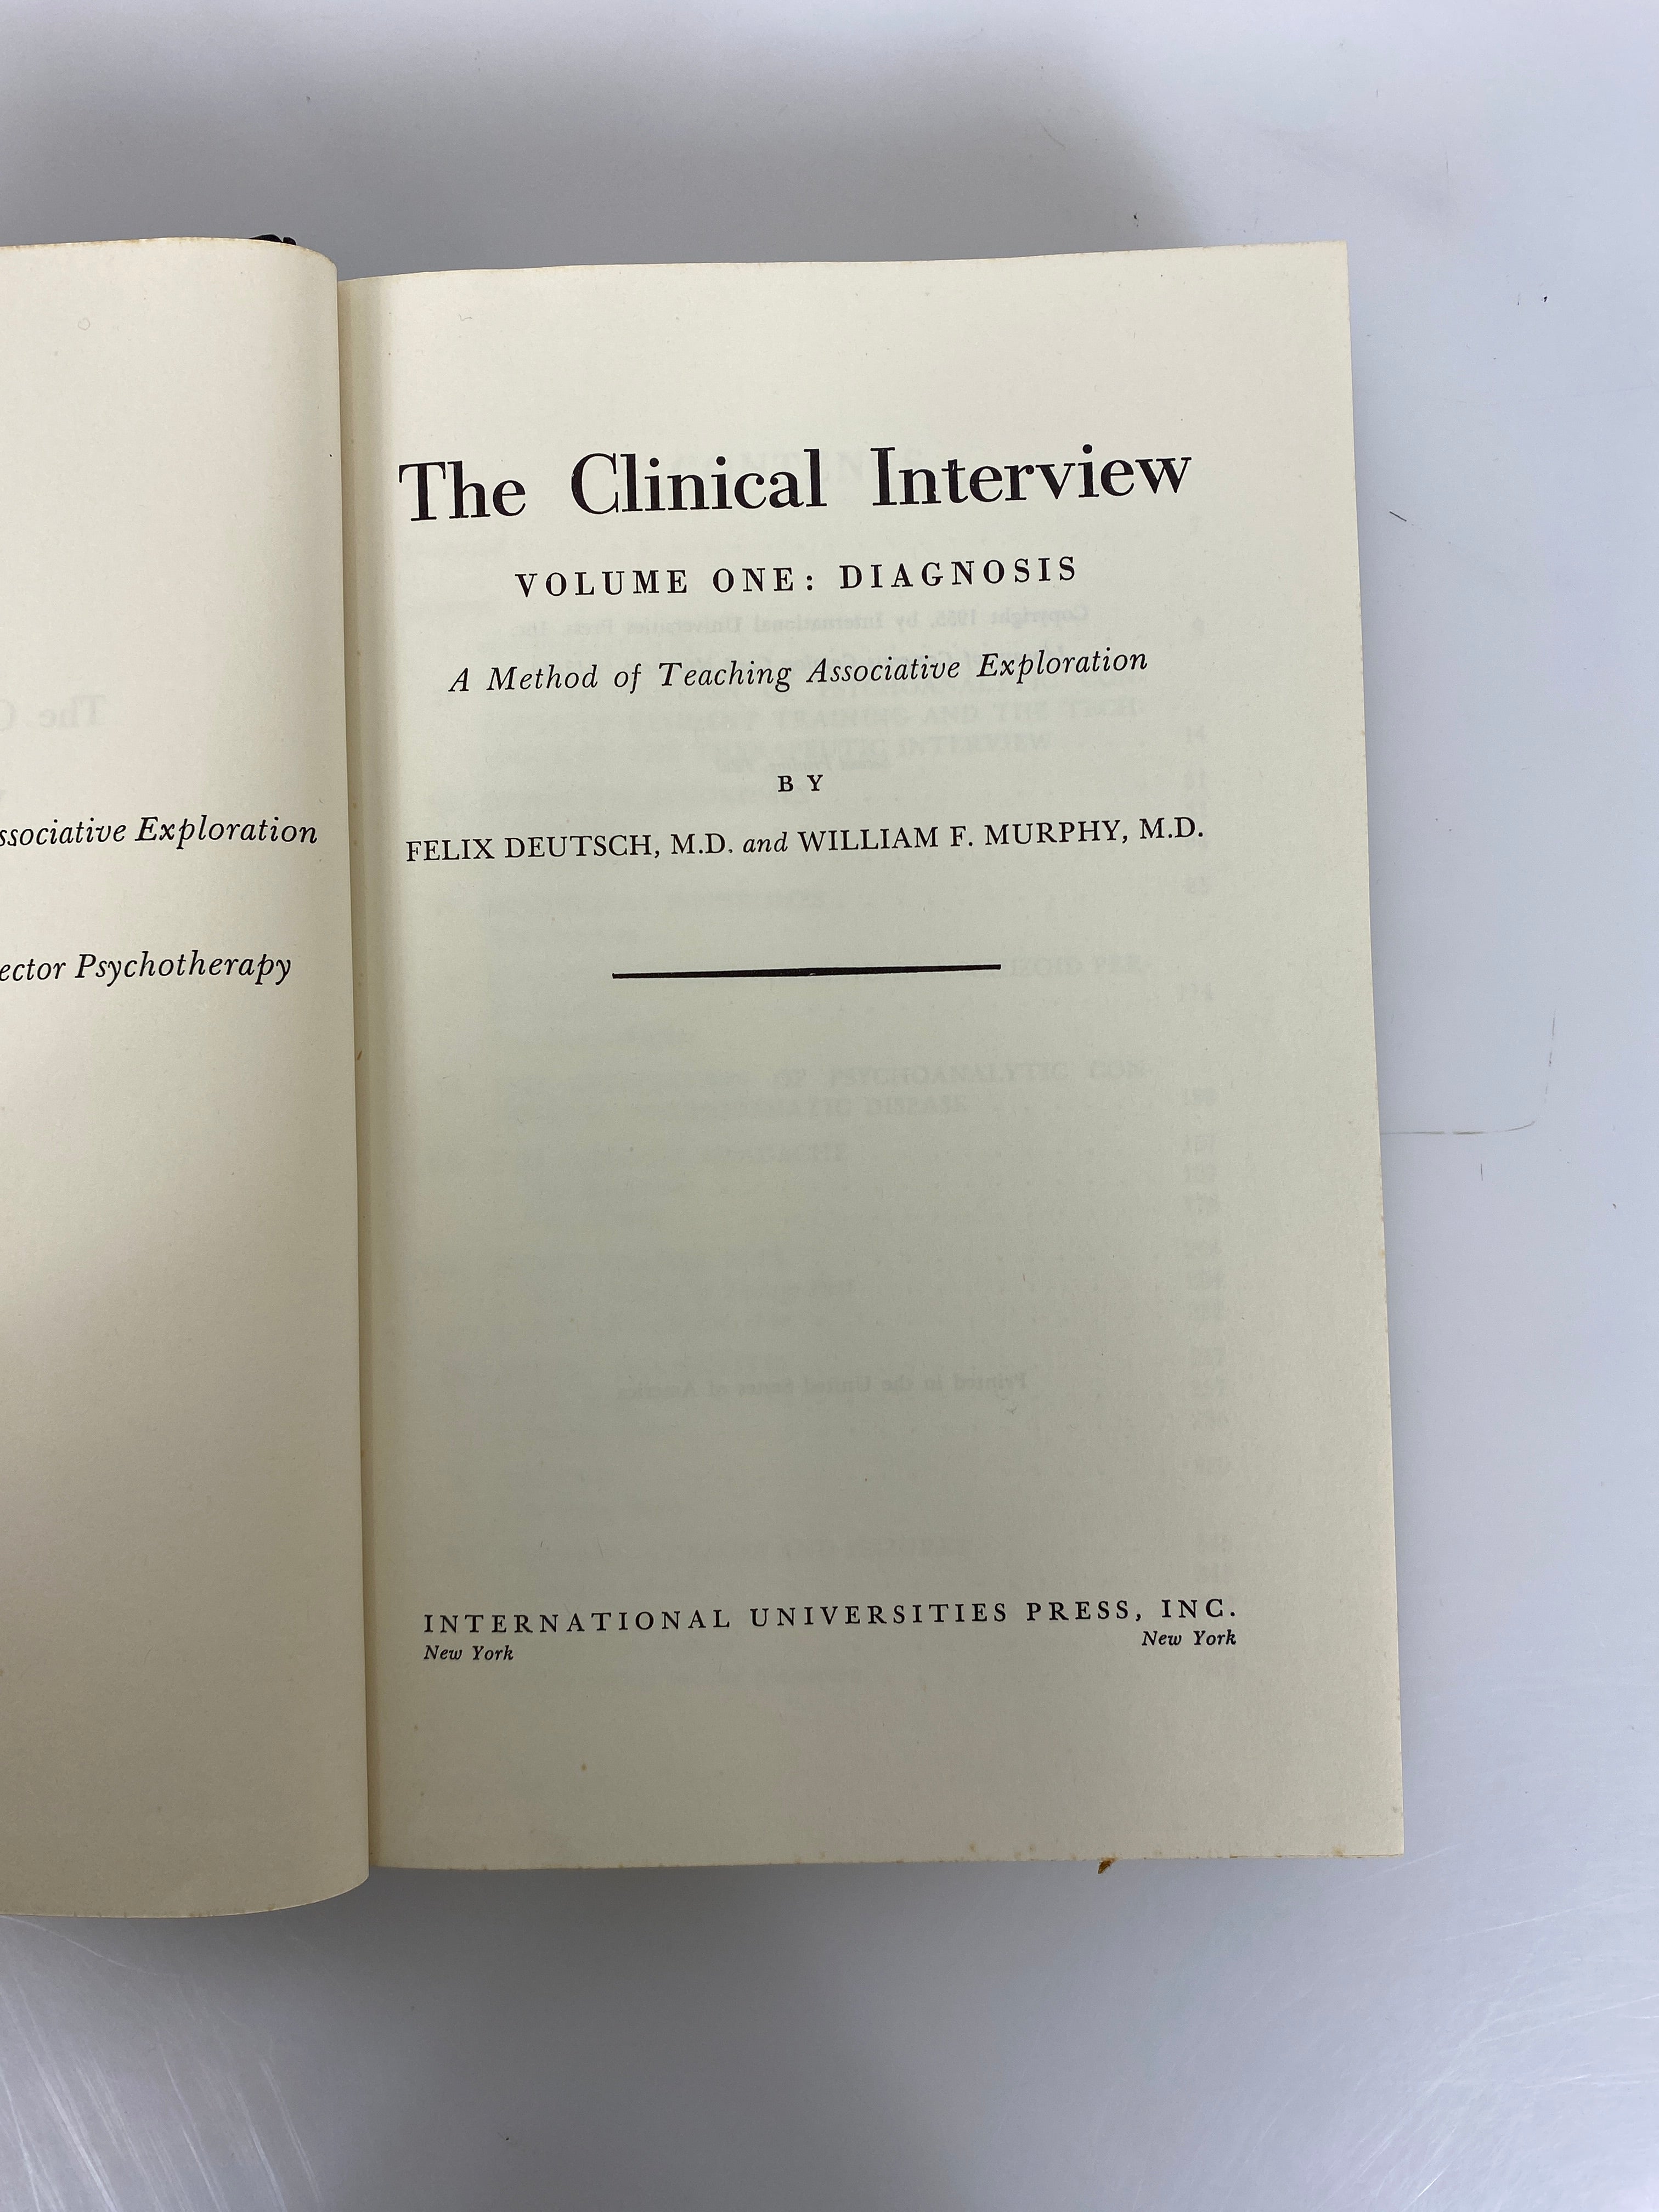 ssociative Exploration
ector Psychotherapy
The Clinical Interview
VOLUME ONE: DIAGNOSIS
A Method of Teaching Associative Exploration
BY
FELIX DEUTSCH, M.D. and WILLIAM F. MURPHY, M.D.
INTERNATIONAL UNIVERSITIES PRESS, INC.
New York New York